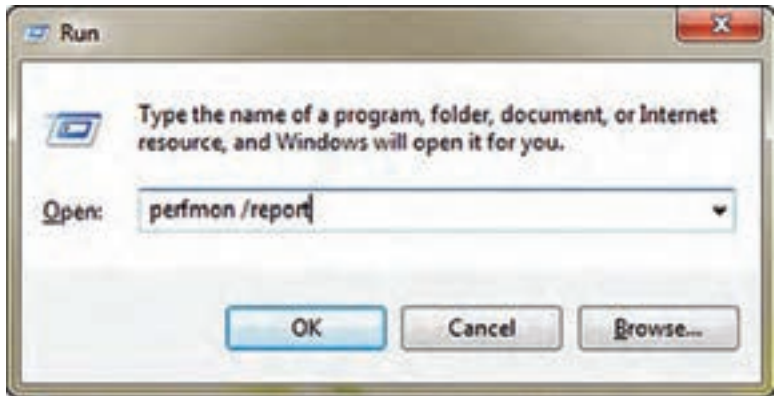 Run
Type the name of a program, folder, document, or Internet
resource, and Windows will open it for you.
Open: perfmon /report
OK Cancel Browse...